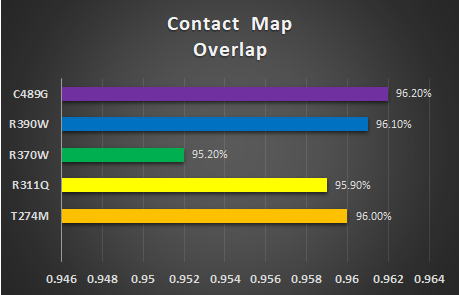 Contact Map
Overlap
C489G 96.20%
R390W 96.10%
R370W 95.20%
R311Q 95.90%
T274M 96.00%
0.946 0.948 0.95 0.952 0.954 0.956 0.958 0.96 0.962 0.964